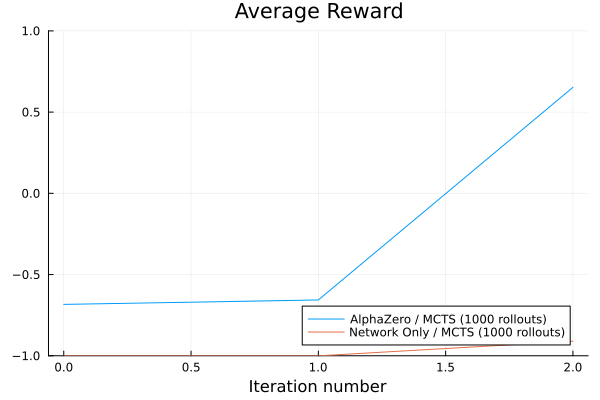 Average Reward
1.0
0.5
0.0
−0.5
−1.0
AlphaZero / MCTS (1000 rollouts)
Network Only / MCTS (1000 rollouts)
0.0
0.5
1.0
1.5
2.0
Iteration number